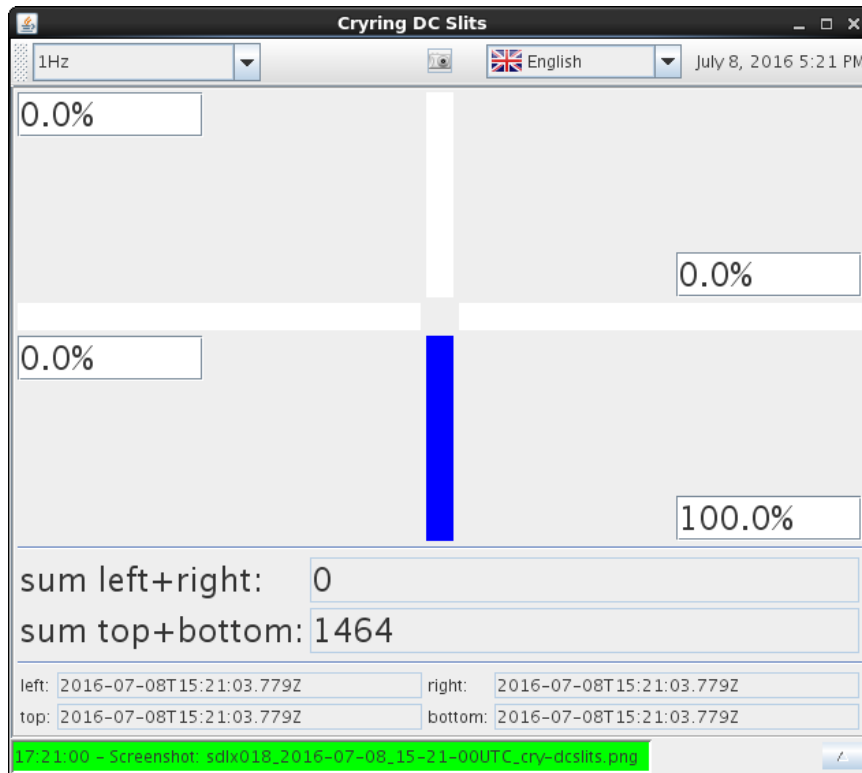 Cryring DC Slits
1Hz English July 8, 2016 5:21 PM
0.0%
0.0%
0.0%
100.0%
sum left+right: 0
sum top+bottom: 1464
left: 2016-07-08T15:21:03.779Z right: 2016-07-08T15:21:03.779Z
top: 2016-07-08T15:21:03.779Z bottom: 2016-07-08T15:21:03.779Z
17:21:00 – Screenshot: sdlx018_2016-07-08_15-21-00UTC_cry-dcslits.png